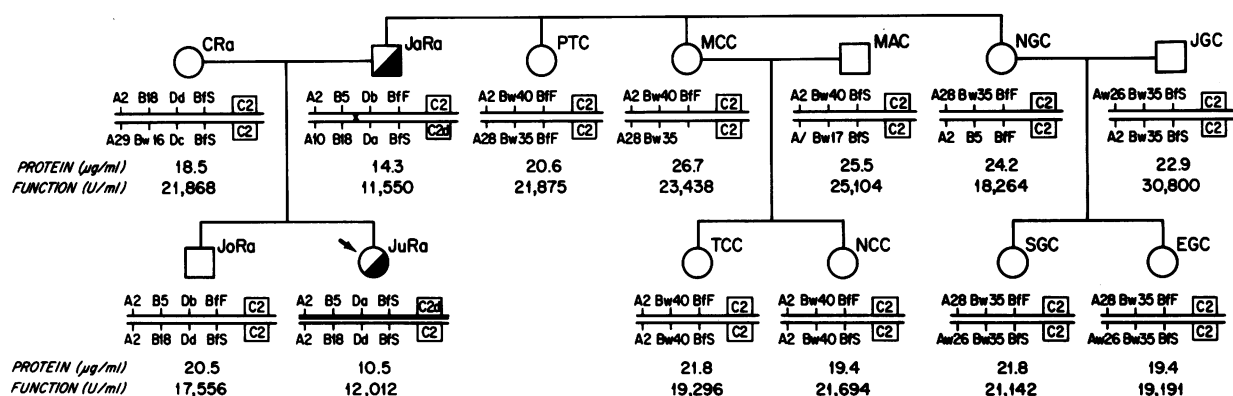 CRa JaRa PTC MCC MAC NGC JGC
A2 B18 Dd BfS C2 A2 B5 Db BfF C2 A2 Bw40 BfF C2 A2 Bw40 BfF C2 A2 Bw40 BfS C2 A28 Bw35 BfF C2 Aw26 Bw35 BfS C2
A29 Bw16 Dc BfS C2 A10 B18 Da BfS C2d A28 Bw35 BfF C2 A28 Bw35 C2 A/ Bw17 BfS C2 A2 B5 BfF C2 A2 Bw35 BfS C2
PROTEIN (µg/ml) 18.5 14.3 20.6 26.7 25.5 24.2 22.9
FUNCTION (U/ml) 21,868 11,550 21,875 23,438 25,104 18,264 30,800
JoRa JuRa TCC NCC SGC EGC
A2 B5 Db BfF C2 A2 B5 Da BfS C2d A2 Bw40 BfF C2 A2 Bw40 BfF C2 A28 Bw35 BfF C2 A28 Bw35 BfF C2
A2 B18 Dd BfS C2 A2 B18 Dd BfS C2 A2 Bw40 BfS C2 A2 Bw40 BfS C2 Aw26 Bw35 BfS C2 Aw26 Bw35 BfS C2
PROTEIN (µg/ml) 20.5 10.5 21.8 19.4 21.8 19.4
FUNCTION (U/ml) 17,556 12,012 19,296 21,694 21,142 19,191